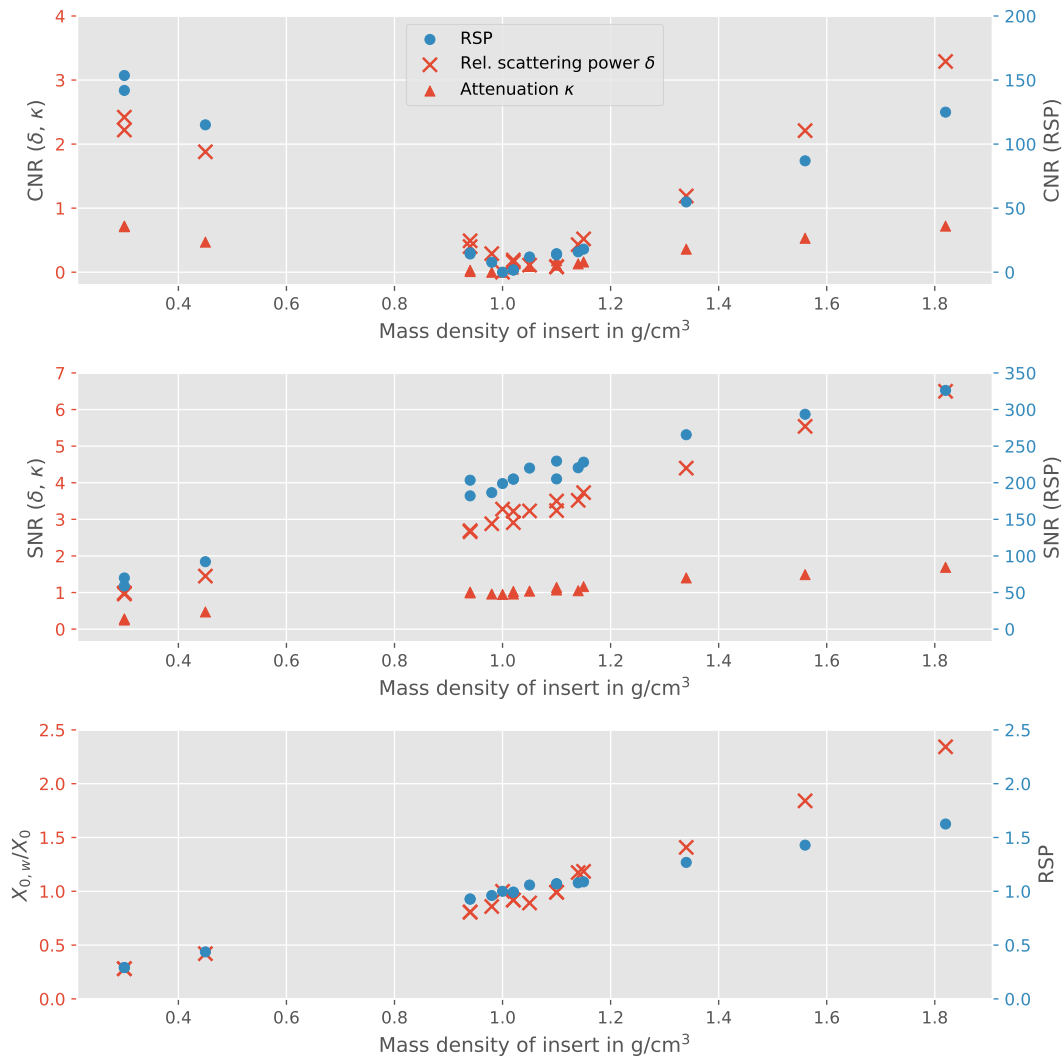 4
3
2
1
0
CNR (δ, κ)
RSP
Rel. scattering power δ
Attenuation κ
200
150
100
50
0
CNR (RSP)
0.4 0.6 0.8 1.0 1.2 1.4 1.6 1.8
Mass density of insert in g/cm³
7
6
5
4
3
2
1
0
SNR (δ, κ)
350
300
250
200
150
100
50
0
SNR (RSP)
0.4 0.6 0.8 1.0 1.2 1.4 1.6 1.8
Mass density of insert in g/cm³
2.5
2.0
1.5
1.0
0.5
0.0
X₀,w/X₀
2.5
2.0
1.5
1.0
0.5
0.0
RSP
0.4 0.6 0.8 1.0 1.2 1.4 1.6 1.8
Mass density of insert in g/cm³